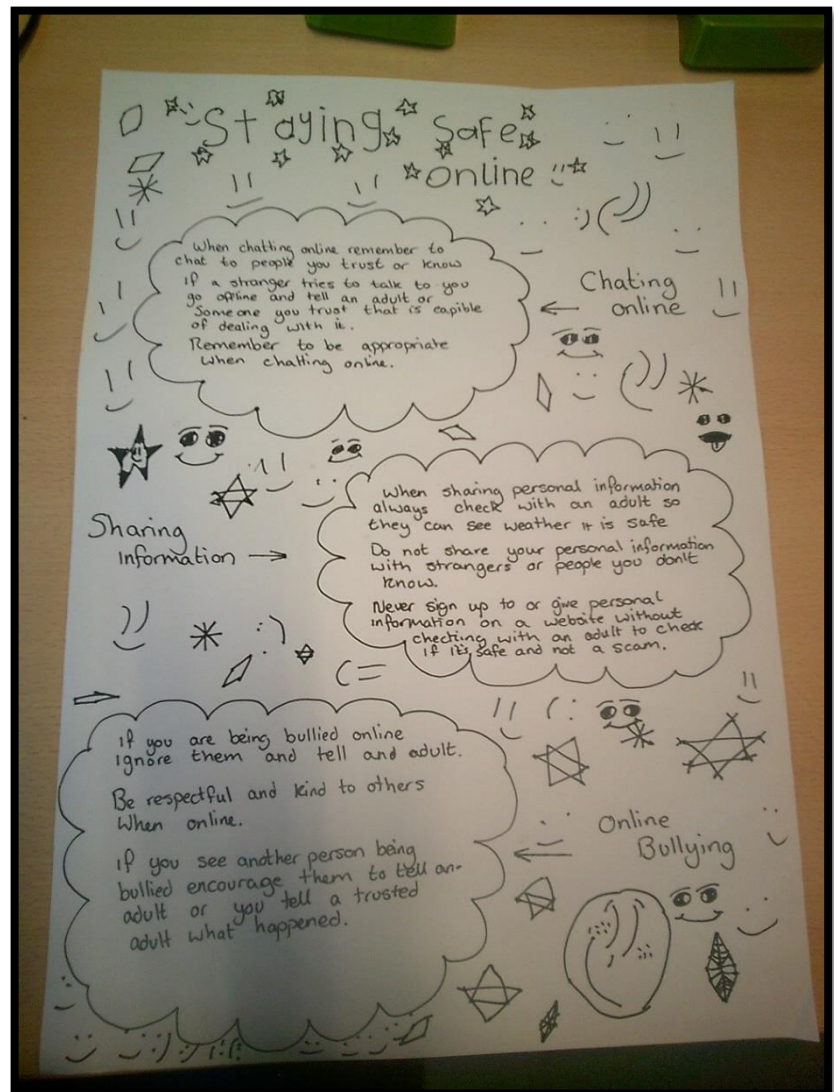 Staying Safe
online
When chatting online remember to
chat to people you trust or know
If a stranger tries to talk to you
go offline and tell an adult or
Someone you trust that is capible
of dealing with it.
Remember to be appropriate
when chatting online.
Chating
online
When sharing personal information
always check with an adult so
they can see weather it is safe
Do not share your personal information
with strangers or people you don't
know.
Never sign up to or give personal
information on a website without
checking with an adult to check
if it's safe and not a scam.
Sharing
Information
If you are being bullied online
ignore them and tell and adult.
Be respectful and kind to others
When online.
If you see another person being
bullied encourage them to tell an
adult or you tell a trusted
adult what happened.
Online
Bullying